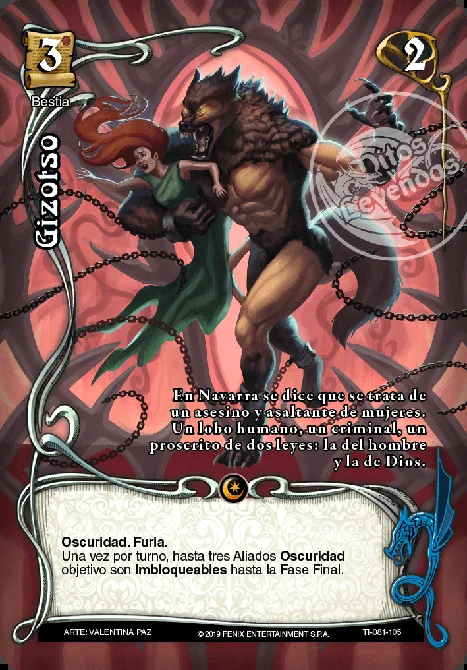 3
2
Bestia
Gizotso
Mitos
y
Leyendas
En Navarra se dice que se trata de
un asesino y asaltante de mujeres.
Un lobo humano, un criminal, un
proscrito de dos leyes: la del hombre
y la de Dios.
Oscuridad. Furia.
Una vez por turno, hasta tres Aliados Oscuridad
objetivo son Imbloqueables hasta la Fase Final.
ARTE: VALENTINA PAZ
© 2019 FENIX ENTERTAINMENT S.P.A.
TI-081-105